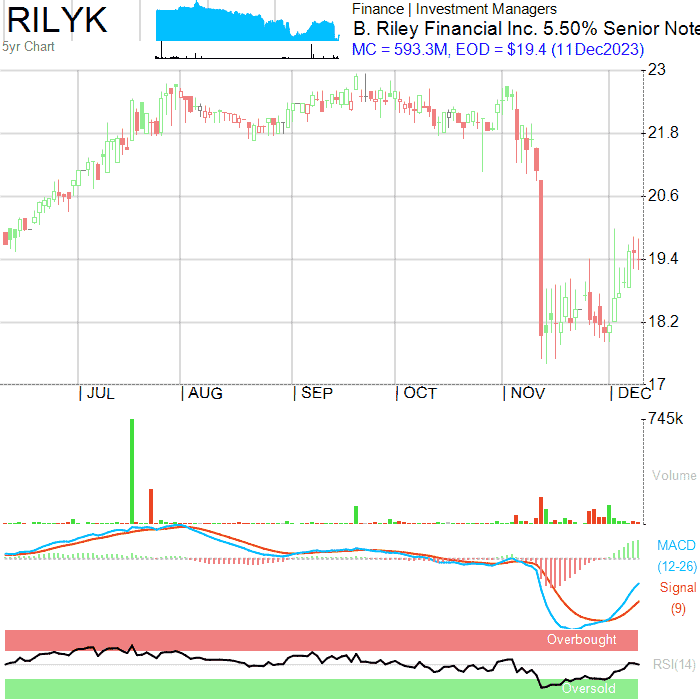 RILYK
5yr Chart
Finance | Investment Managers
B. Riley Financial Inc. 5.50% Senior Note
MC = 593.3M, EOD = $19.4 (11Dec2023)
23
21.8
20.6
19.4
18.2
17
| JUL
| AUG
| SEP
| OCT
| NOV
| DEC
745k
Volume
MACD
(12-26)
Signal
(9)
Overbought
RSI(14)
Oversold